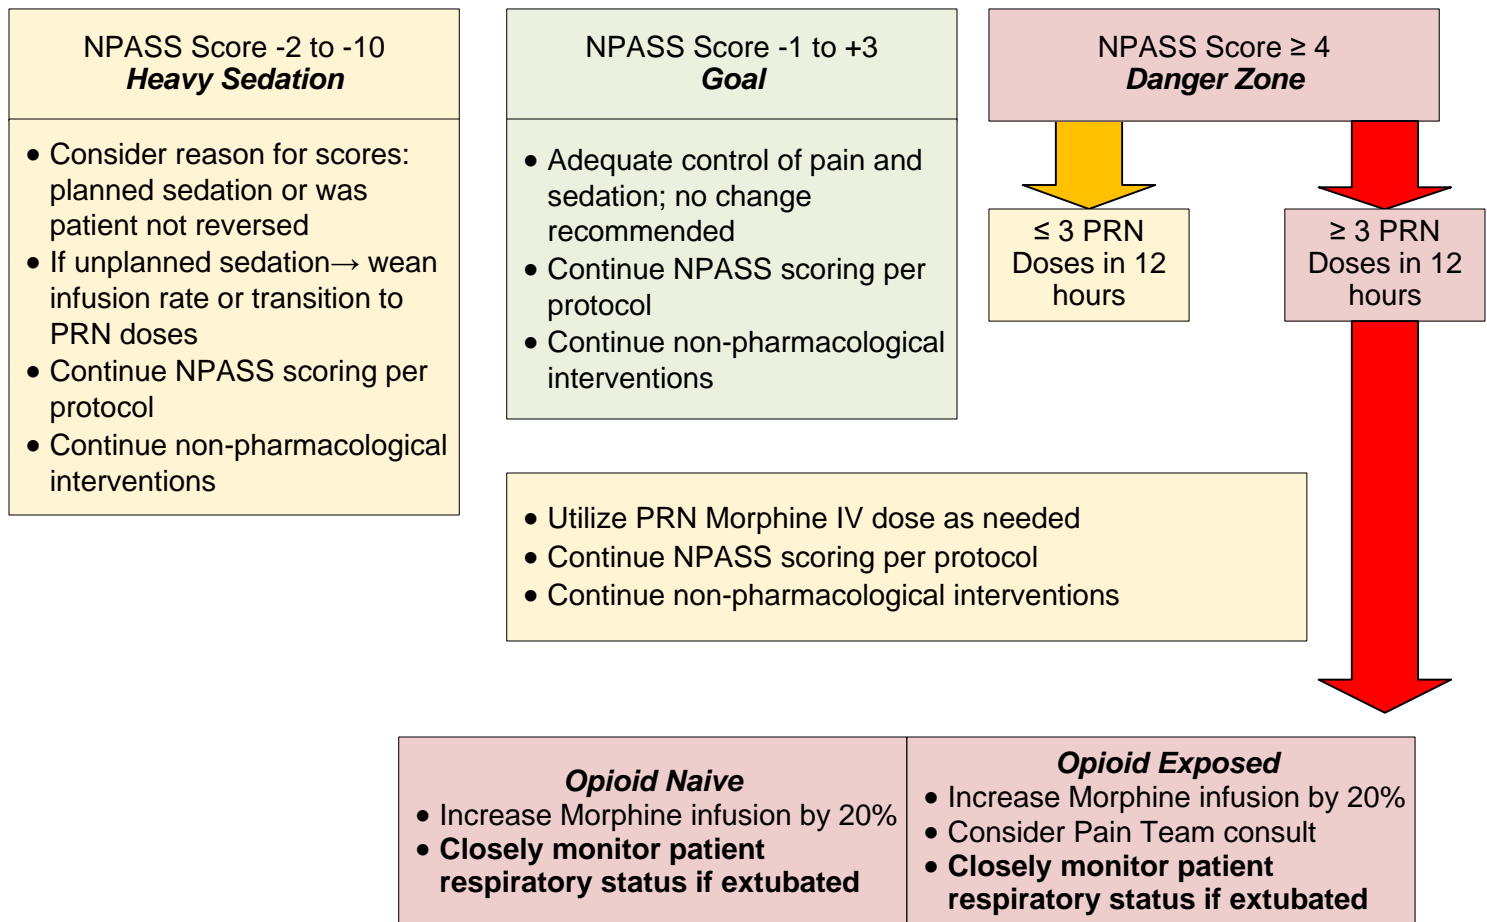 NPASS Score -2 to -10
Heavy Sedation
• Consider reason for scores:
planned sedation or was
patient not reversed
• If unplanned sedation→ wean
infusion rate or transition to
PRN doses
• Continue NPASS scoring per
protocol
• Continue non-pharmacological
interventions
NPASS Score -1 to +3
Goal
• Adequate control of pain and
sedation; no change
recommended
• Continue NPASS scoring per
protocol
• Continue non-pharmacological
interventions
NPASS Score ≥ 4
Danger Zone
≤ 3 PRN
Doses in 12
hours
≥ 3 PRN
Doses in 12
hours
• Utilize PRN Morphine IV dose as needed
• Continue NPASS scoring per protocol
• Continue non-pharmacological interventions
Opioid Naive
• Increase Morphine infusion by 20%
• Closely monitor patient
respiratory status if extubated
Opioid Exposed
• Increase Morphine infusion by 20%
• Consider Pain Team consult
• Closely monitor patient
respiratory status if extubated